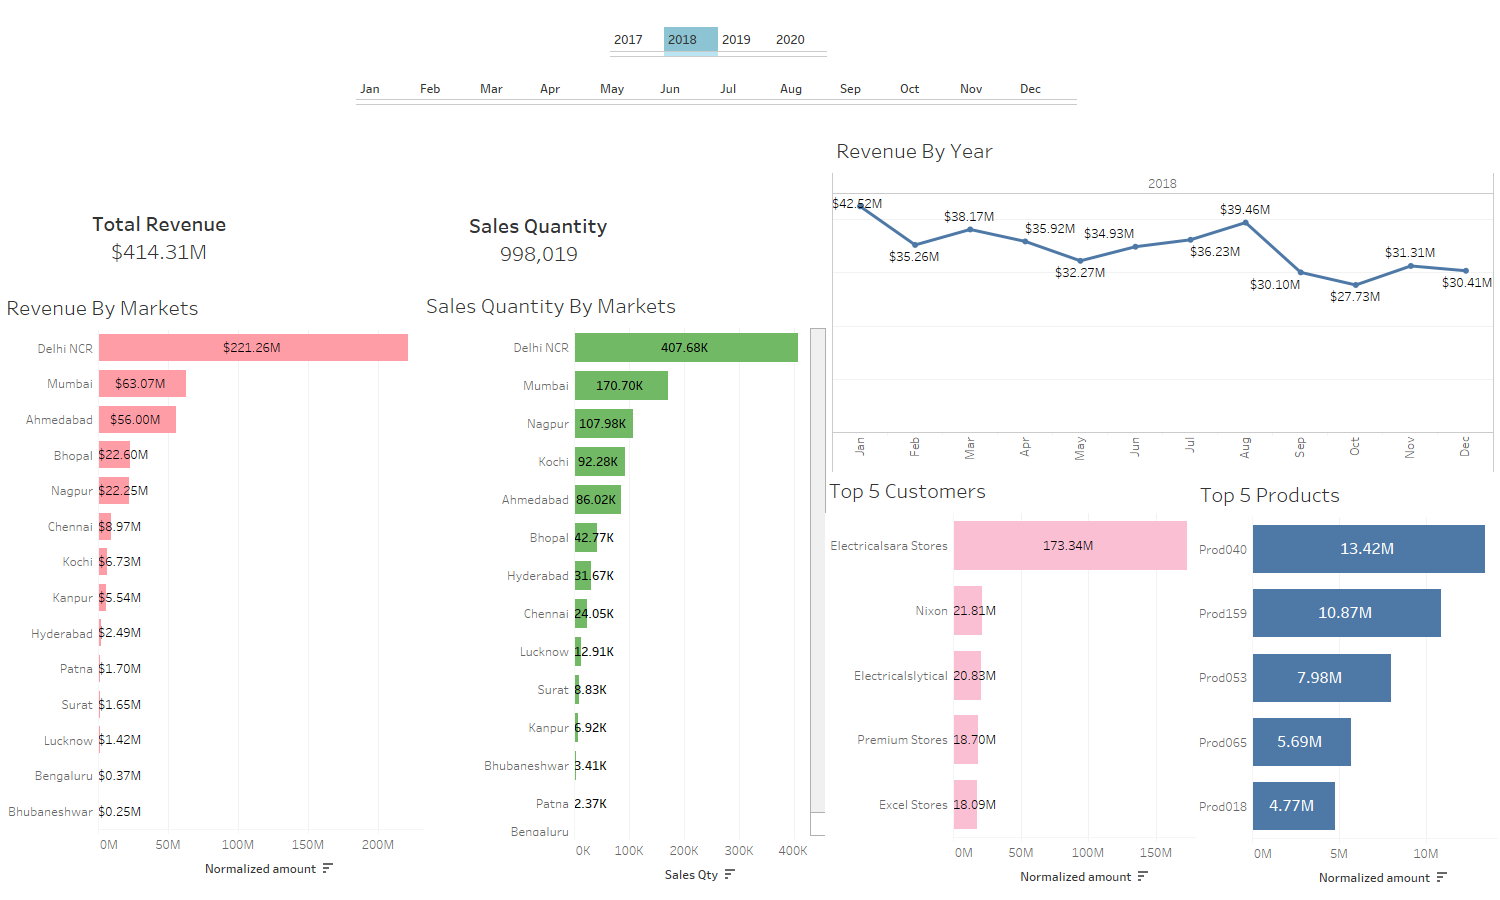 2017 2018 2019 2020
Jan Feb Mar Apr May Jun Jul Aug Sep Oct Nov Dec
Total Revenue
$414.31M
Sales Quantity
998,019
Revenue By Year
2018
$42.52M
$35.26M
$38.17M
$35.92M
$32.27M
$34.93M
$36.23M
$39.46M
$30.10M
$27.73M
$31.31M
$30.41M
Jan Feb Mar Apr May Jun Jul Aug Sep Oct Nov Dec
Revenue By Markets
Delhi NCR $221.26M
Mumbai $63.07M
Ahmedabad $56.00M
Bhopal $22.60M
Nagpur $22.25M
Chennai $8.97M
Kochi $6.73M
Kanpur $5.54M
Hyderabad $2.49M
Patna $1.70M
Surat $1.65M
Lucknow $1.42M
Bengaluru $0.37M
Bhubaneshwar $0.25M
0M 50M 100M 150M 200M
Normalized amount
Sales Quantity By Markets
Delhi NCR 407.68K
Mumbai 170.70K
Nagpur 107.98K
Kochi 92.28K
Ahmedabad 86.02K
Bhopal 42.77K
Hyderabad 31.67K
Chennai 24.05K
Lucknow 12.91K
Surat 8.83K
Kanpur 6.92K
Bhubaneshwar 3.41K
Patna 2.37K
Bengaluru
0K 100K 200K 300K 400K
Sales Qty
Top 5 Customers
Electricalsara Stores 173.34M
Nixon 21.81M
Electricalslytical 20.83M
Premium Stores 18.70M
Excel Stores 18.09M
0M 50M 100M 150M
Normalized amount
Top 5 Products
Prod040 13.42M
Prod159 10.87M
Prod053 7.98M
Prod065 5.69M
Prod018 4.77M
0M 5M 10M
Normalized amount